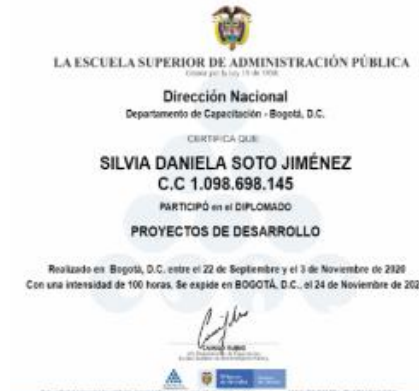 LA ESCUELA SUPERIOR DE ADMINISTRACIÓN PÚBLICA
Dirección Nacional
Departamento de Capacitación - Bogotá, D.C.
CERTIFICA QUE:
SILVIA DANIELA SOTO JIMÉNEZ
C.C 1.098.698.145
PARTICIPÓ en el DIPLOMADO
PROYECTOS DE DESARROLLO
Realizado en Bogotá, D.C. entre el 22 de Septiembre y el 3 de Noviembre de 2020
Con una intensidad de 100 horas. Se expide en BOGOTÁ, D.C., el 24 de Noviembre de 202